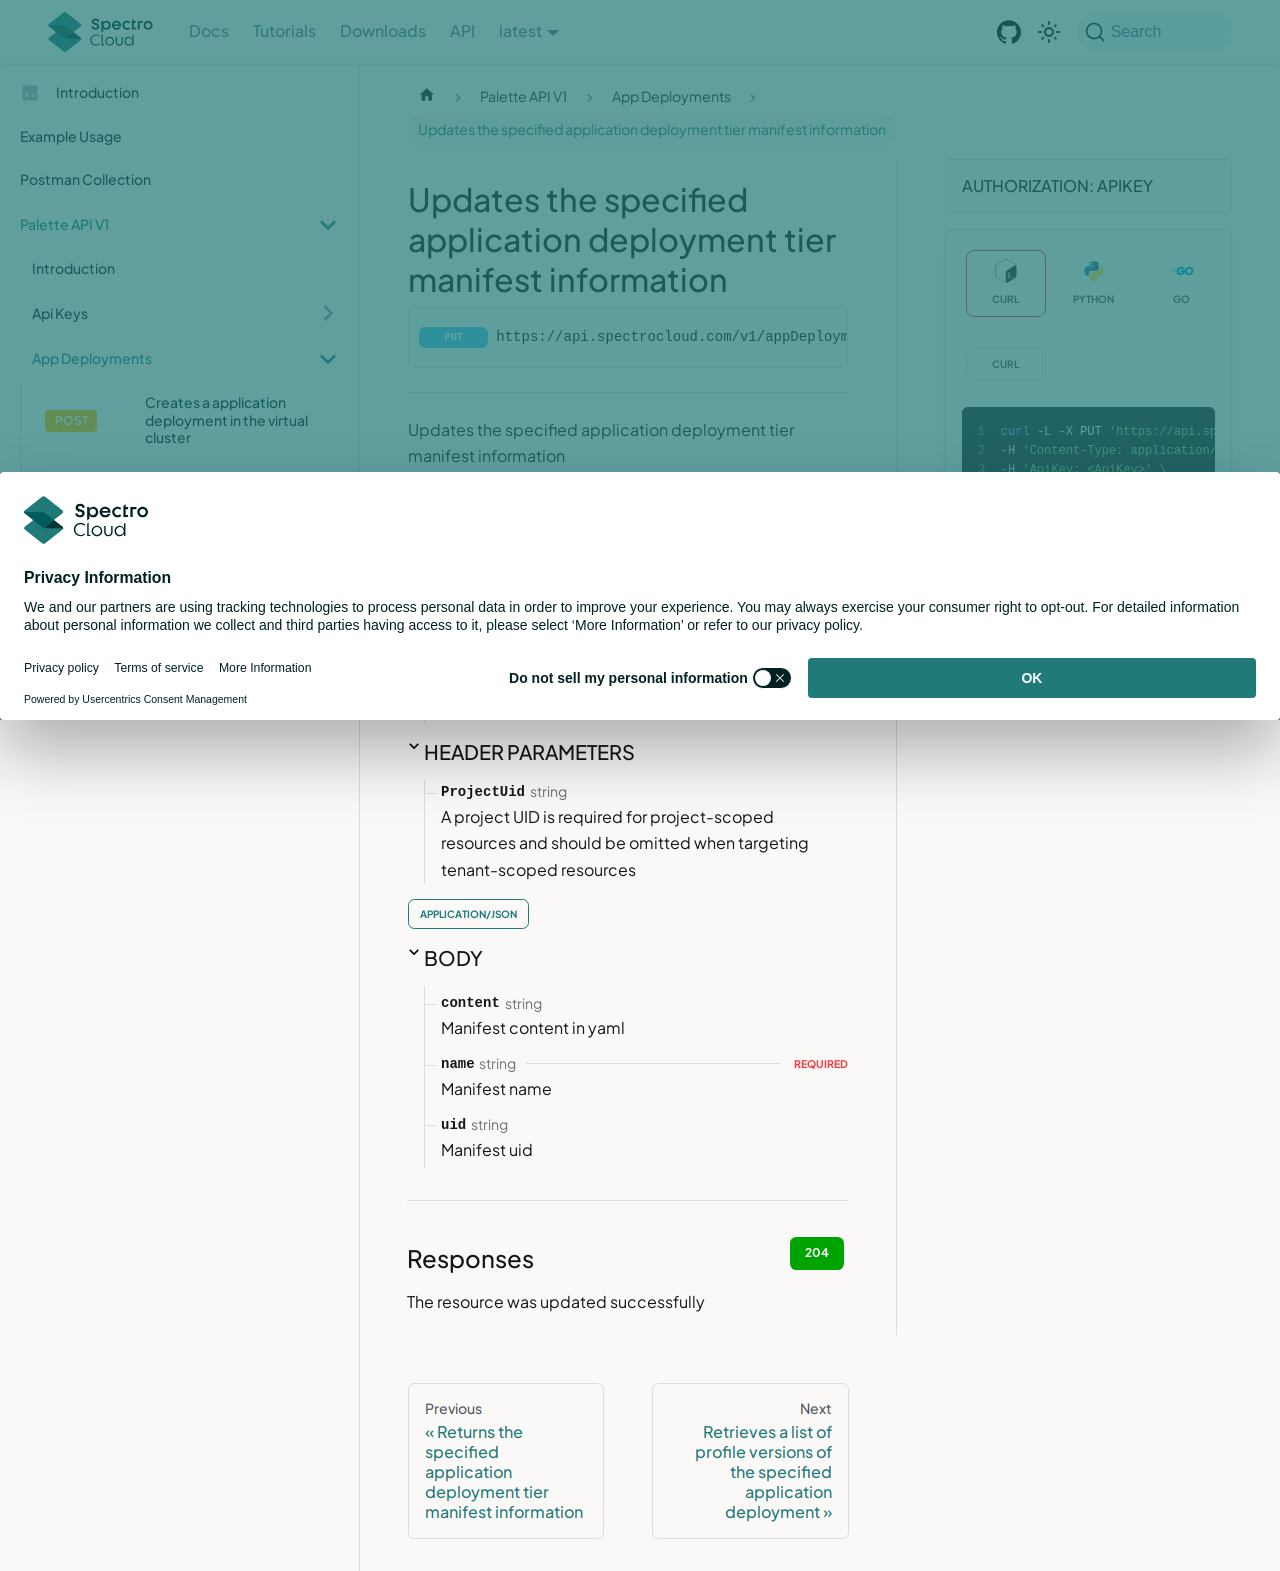 Spectro
Cloud
Docs
Tutorials
Downloads
API
latest
Search
Introduction
Example Usage
Postman Collection
Palette API V1
Introduction
Api Keys
App Deployments
POST
Creates a application
deployment in the virtual
cluster
Palette API V1
App Deployments
Updates the specified application deployment tier manifest information
Updates the specified
application deployment tier
manifest information
PUT
https://api.spectrocloud.com/v1/appDeploym
Updates the specified application deployment tier
manifest information
AUTHORIZATION: APIKEY
CURL
PYTHON
GO
CURL
1 curl -L -X PUT 'https://api.sp
2 -H 'Content-Type: application/
3 -H 'ApiKey: <ApiKey>' \
Spectro
Cloud
Privacy Information
We and our partners are using tracking technologies to process personal data in order to improve your experience. You may always exercise your consumer right to opt-out. For detailed information
about personal information we collect and third parties having access to it, please select ‘More Information’ or refer to our privacy policy.
Privacy policy
Terms of service
More Information
Powered by Usercentrics Consent Management
Do not sell my personal information
OK
HEADER PARAMETERS
ProjectUid string
A project UID is required for project-scoped
resources and should be omitted when targeting
tenant-scoped resources
APPLICATION/JSON
BODY
content string
Manifest content in yaml
name string
REQUIRED
Manifest name
uid string
Manifest uid
Responses
204
The resource was updated successfully
Previous
« Returns the
specified
application
deployment tier
manifest information
Next
Retrieves a list of
profile versions of
the specified
application
deployment »